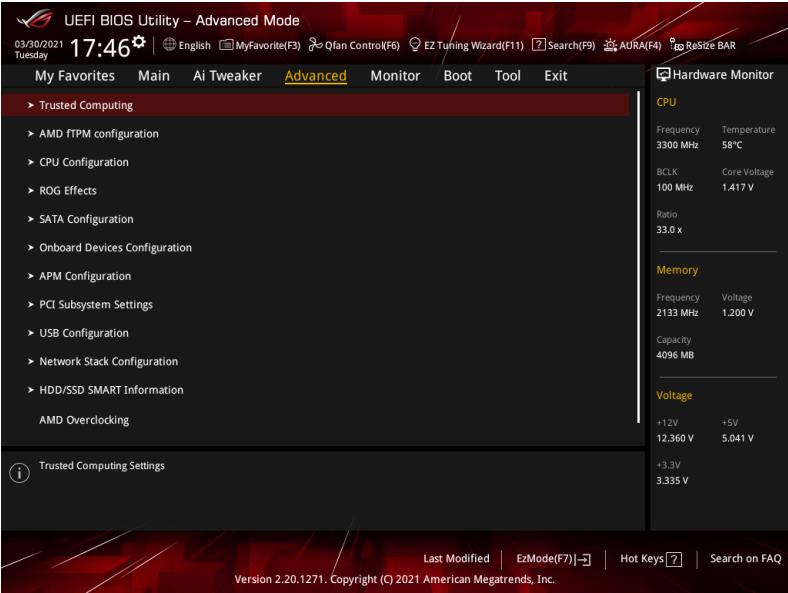 UEFI BIOS Utility – Advanced Mode
03/30/2021 Tuesday 17:46 English MyFavorite(F3) Qfan Control(F6) EZ Tuning Wizard(F11) ? Search(F9) AURA(F4) ReSize BAR
My Favorites Main Ai Tweaker Advanced Monitor Boot Tool Exit
> Trusted Computing
> AMD fTPM configuration
> CPU Configuration
> ROG Effects
> SATA Configuration
> Onboard Devices Configuration
> APM Configuration
> PCI Subsystem Settings
> USB Configuration
> Network Stack Configuration
> HDD/SSD SMART Information
AMD Overclocking
i Trusted Computing Settings
Hardware Monitor
CPU
Frequency Temperature
3300 MHz 58°C
BCLK Core Voltage
100 MHz 1.417 V
Ratio
33.0 x
Memory
Frequency Voltage
2133 MHz 1.200 V
Capacity
4096 MB
Voltage
+12V +5V
12.360 V 5.041 V
+3.3V
3.335 V
Last Modified EzMode(F7) Hot Keys ? Search on FAQ
Version 2.20.1271. Copyright (C) 2021 American Megatrends, Inc.